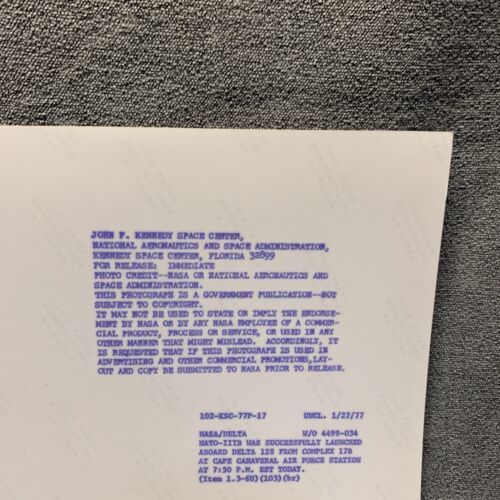 JOHN F. KENNEDY SPACE CENTER,
NATIONAL AERONAUTICS AND SPACE ADMINISTRATION,
KENNEDY SPACE CENTER, FLORIDA 32899
FOR RELEASE: IMMEDIATE
PHOTO CREDIT--NASA OR NATIONAL AERONAUTICS AND
SPACE ADMINISTRATION.
THIS PHOTOGRAPH IS A GOVERNMENT PUBLICATION--NOT
SUBJECT TO COPYRIGHT.
IT MAY NOT BE USED TO STATE OR IMPLY THE ENDORSE-
MENT BY NASA OR BY ANY NASA EMPLOYEE OF A COMMER-
CIAL PRODUCT, PROCESS OR SERVICE, OR USED IN ANY
OTHER MANNER THAT MIGHT MISLEAD. ACCORDINGLY, IT
IS REQUESTED THAT IF THIS PHOTOGRAPH IS USED IN
ADVERTISING AND OTHER COMMERCIAL PROMOTIONS, LAY-
OUT AND COPY BE SUBMITTED TO NASA PRIOR TO RELEASE.
102-KSC-77P-17 UNCL. 1/27/77
NASA/DELTA W/O 4499-034
NATO-IIIB WAS SUCCESSFULLY LAUNCHED
ABOARD DELTA 128 FROM COMPLEX 17B
AT CAPE CANAVERAL AIR FORCE STATION
AT 7:50 P.M. EST TODAY.
(Item 1.3-6U)(103)(br)